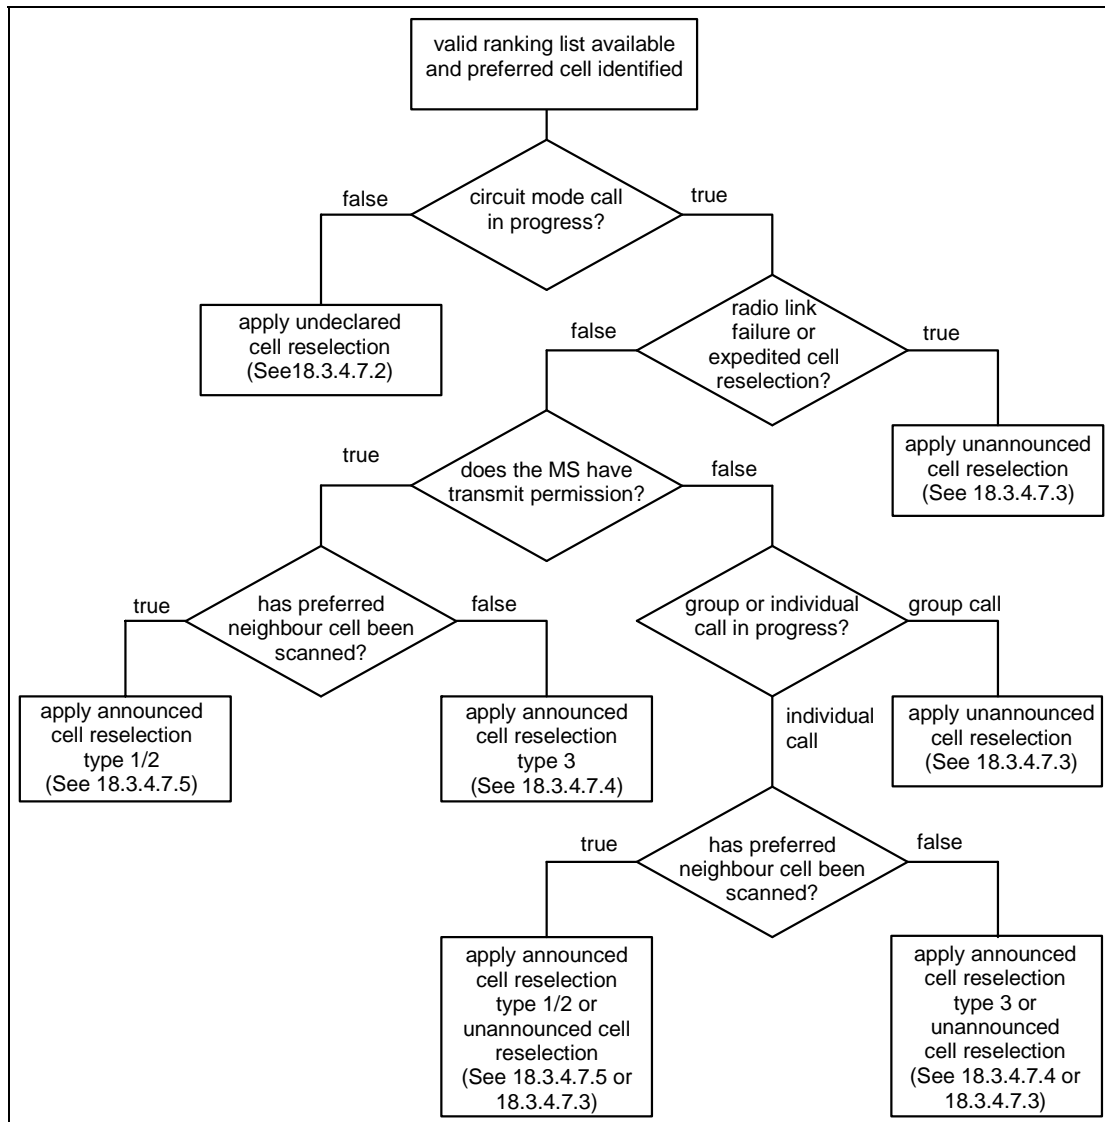 valid ranking list available
and preferred cell identified
false
circuit mode call
in progress?
true
apply undeclared
cell reselection
(See18.3.4.7.2)
false
radio link
failure or
expedited cell
reselection?
true
apply unannounced
cell reselection
(See 18.3.4.7.3)
true
does the MS have
transmit permission?
false
true
has preferred
neighbour cell been
scanned?
false
group or individual
call in progress?
group call
apply announced
cell reselection
type 1/2
(See 18.3.4.7.5)
apply announced
cell reselection
type 3
(See 18.3.4.7.4)
individual
call
apply unannounced
cell reselection
(See 18.3.4.7.3)
true
has preferred
neighbour cell been
scanned?
false
apply announced
cell reselection
type 1/2 or
unannounced cell
reselection
(See 18.3.4.7.5 or
18.3.4.7.3)
apply announced
cell reselection
type 3 or
unannounced
cell reselection
(See 18.3.4.7.4 or
18.3.4.7.3)